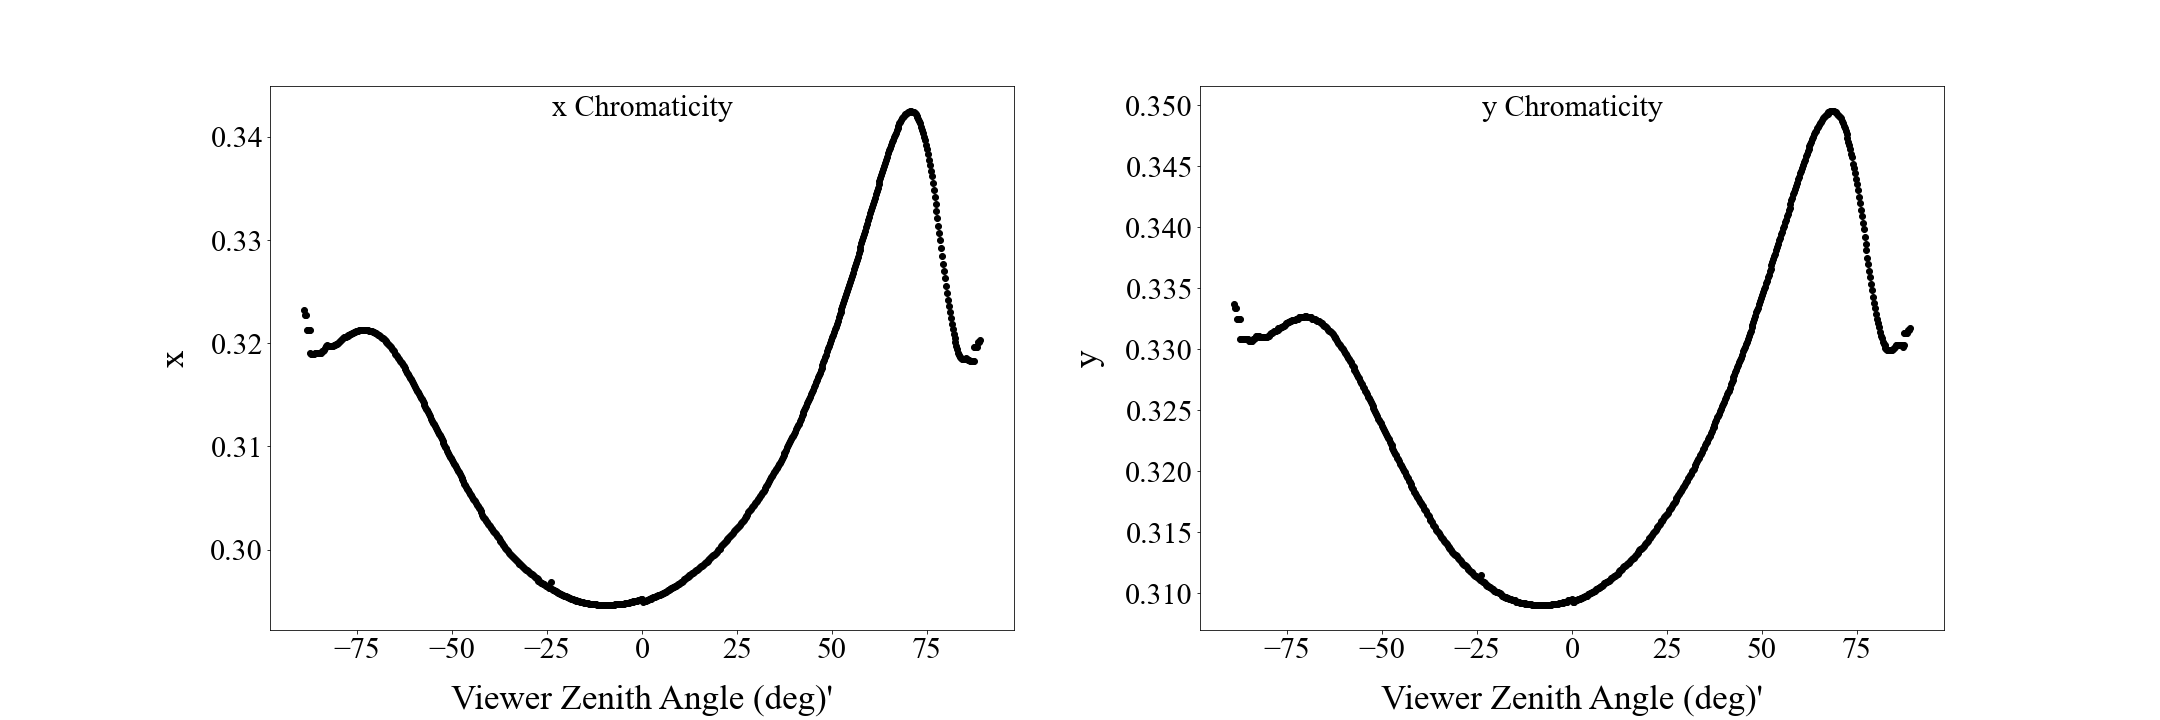 x Chromaticity
0.34
0.33
0.32
0.31
0.30
x
−75 −50 −25 0 25 50 75
Viewer Zenith Angle (deg)'
y Chromaticity
0.350
0.345
0.340
0.335
0.330
0.325
0.320
0.315
0.310
y
−75 −50 −25 0 25 50 75
Viewer Zenith Angle (deg)'